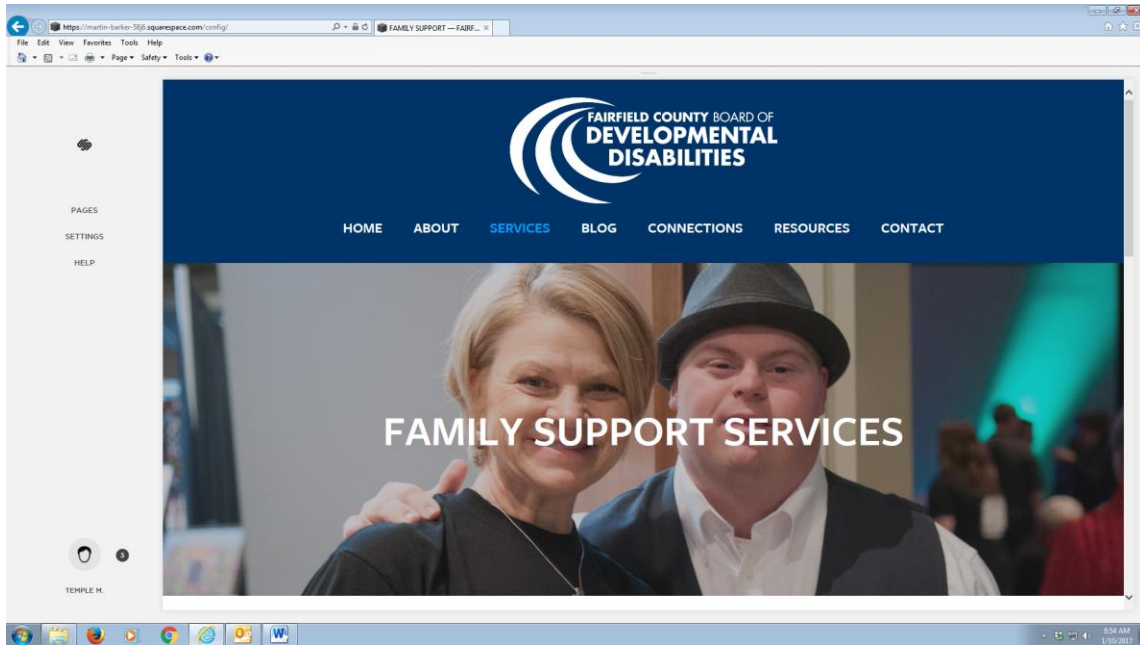 https://martin-barker-58j6.squarespace.com/config/
FAMILY SUPPORT — FAIRF...
File Edit View Favorites Tools Help
Page Safety Tools
FAIRFIELD COUNTY BOARD OF
DEVELOPMENTAL
DISABILITIES
PAGES
SETTINGS
HELP
HOME ABOUT SERVICES BLOG CONNECTIONS RESOURCES CONTACT
FAMILY SUPPORT SERVICES
3
TEMPLE M.
8:54 AM
1/10/2017